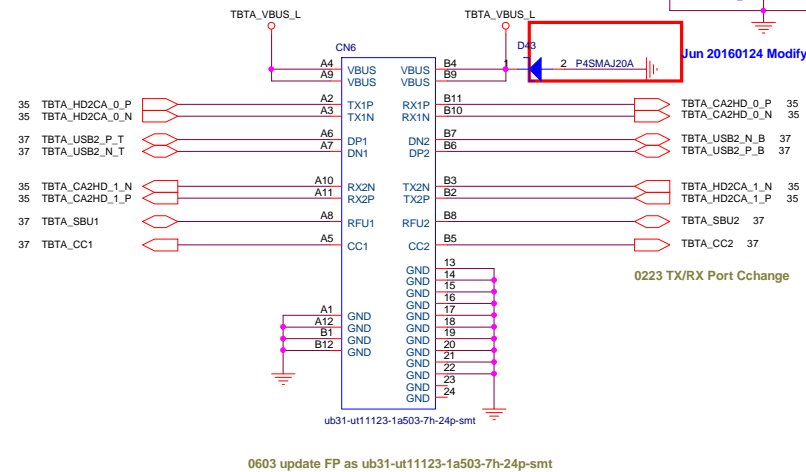 TBTA_VBUS_L TBTA_VBUS_L
CN6 D43
Jun 20160124 Modify
A4 VBUS VBUS B4 1 2 P4SMAJ20A
A9 VBUS VBUS B9
35 TBTA_HD2CA_0_P A2 TX1P RX1P B11 TBTA_CA2HD_0_P 35
35 TBTA_HD2CA_0_N A3 TX1N RX1N B10 TBTA_CA2HD_0_N 35
37 TBTA_USB2_P_T A6 DP1 DN2 B7 TBTA_USB2_N_B 37
37 TBTA_USB2_N_T A7 DN1 DP2 B6 TBTA_USB2_P_B 37
35 TBTA_CA2HD_1_N A10 RX2N TX2N B3 TBTA_HD2CA_1_N 35
35 TBTA_CA2HD_1_P A11 RX2P TX2P B2 TBTA_HD2CA_1_P 35
37 TBTA_SBU1 A8 RFU1 RFU2 B8 TBTA_SBU2 37
37 TBTA_CC1 A5 CC1 CC2 B5 TBTA_CC2 37
GND 13
GND 14
0223 TX/RX Port Cchange
GND 15
GND 16
A1 GND GND 17
A12 GND GND 18
B1 GND GND 19
B12 GND GND 20
GND 21
GND 22
GND 23
GND 24
ub31-ut11123-1a503-7h-24p-smt
0603 update FP as ub31-ut11123-1a503-7h-24p-smt